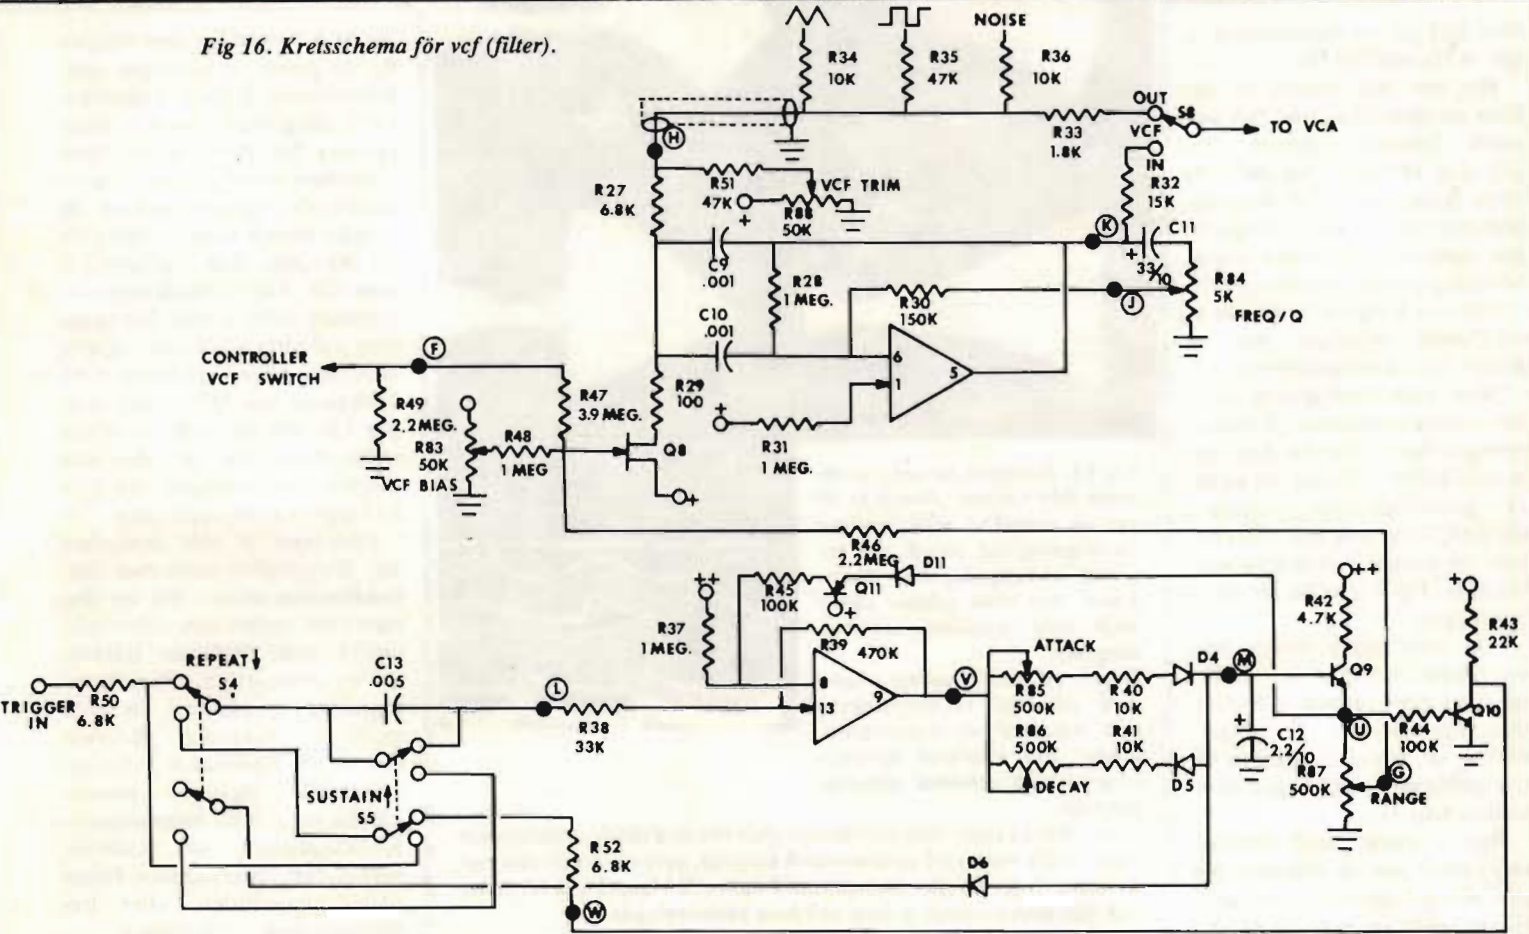 Fig 16. Kretsschema för vcf (filter).
NOISE
R34
10K
R35
47K
R36
10K
R33
1.8K
OUT
S8
VCF
IN
TO VCA
H
R27
6.8K
R51
47K
VCF TRIM
+
R88
50K
R32
15K
K
C11
+
33/10
C9
.001
R28
1 MEG.
R30
150K
J
R84
5K
FREQ/Q
C10
.001
6
1
5
CONTROLLER
VCF SWITCH
F
R49
2.2MEG.
R83
50K
VCF BIAS
R48
1 MEG
R47
3.9 MEG.
R29
100
Q8
+
+
R31
1 MEG.
R46
2.2MEG
D11
R45
100K
Q11
+
++
R37
1MEG.
R39
470K
8
13
9
V
ATTACK
R85
500K
R40
10K
D4
M
R86
500K
R41
10K
D5
DECAY
++
R42
4.7K
+
R43
22K
Q9
Q10
U
R44
100K
+
C12
2.2/10
R87
500K
G
RANGE
REPEAT
S4
TRIGGER
IN
R50
6.8K
C13
.005
L
R38
33K
SUSTAIN
S5
R52
6.8K
W
D6